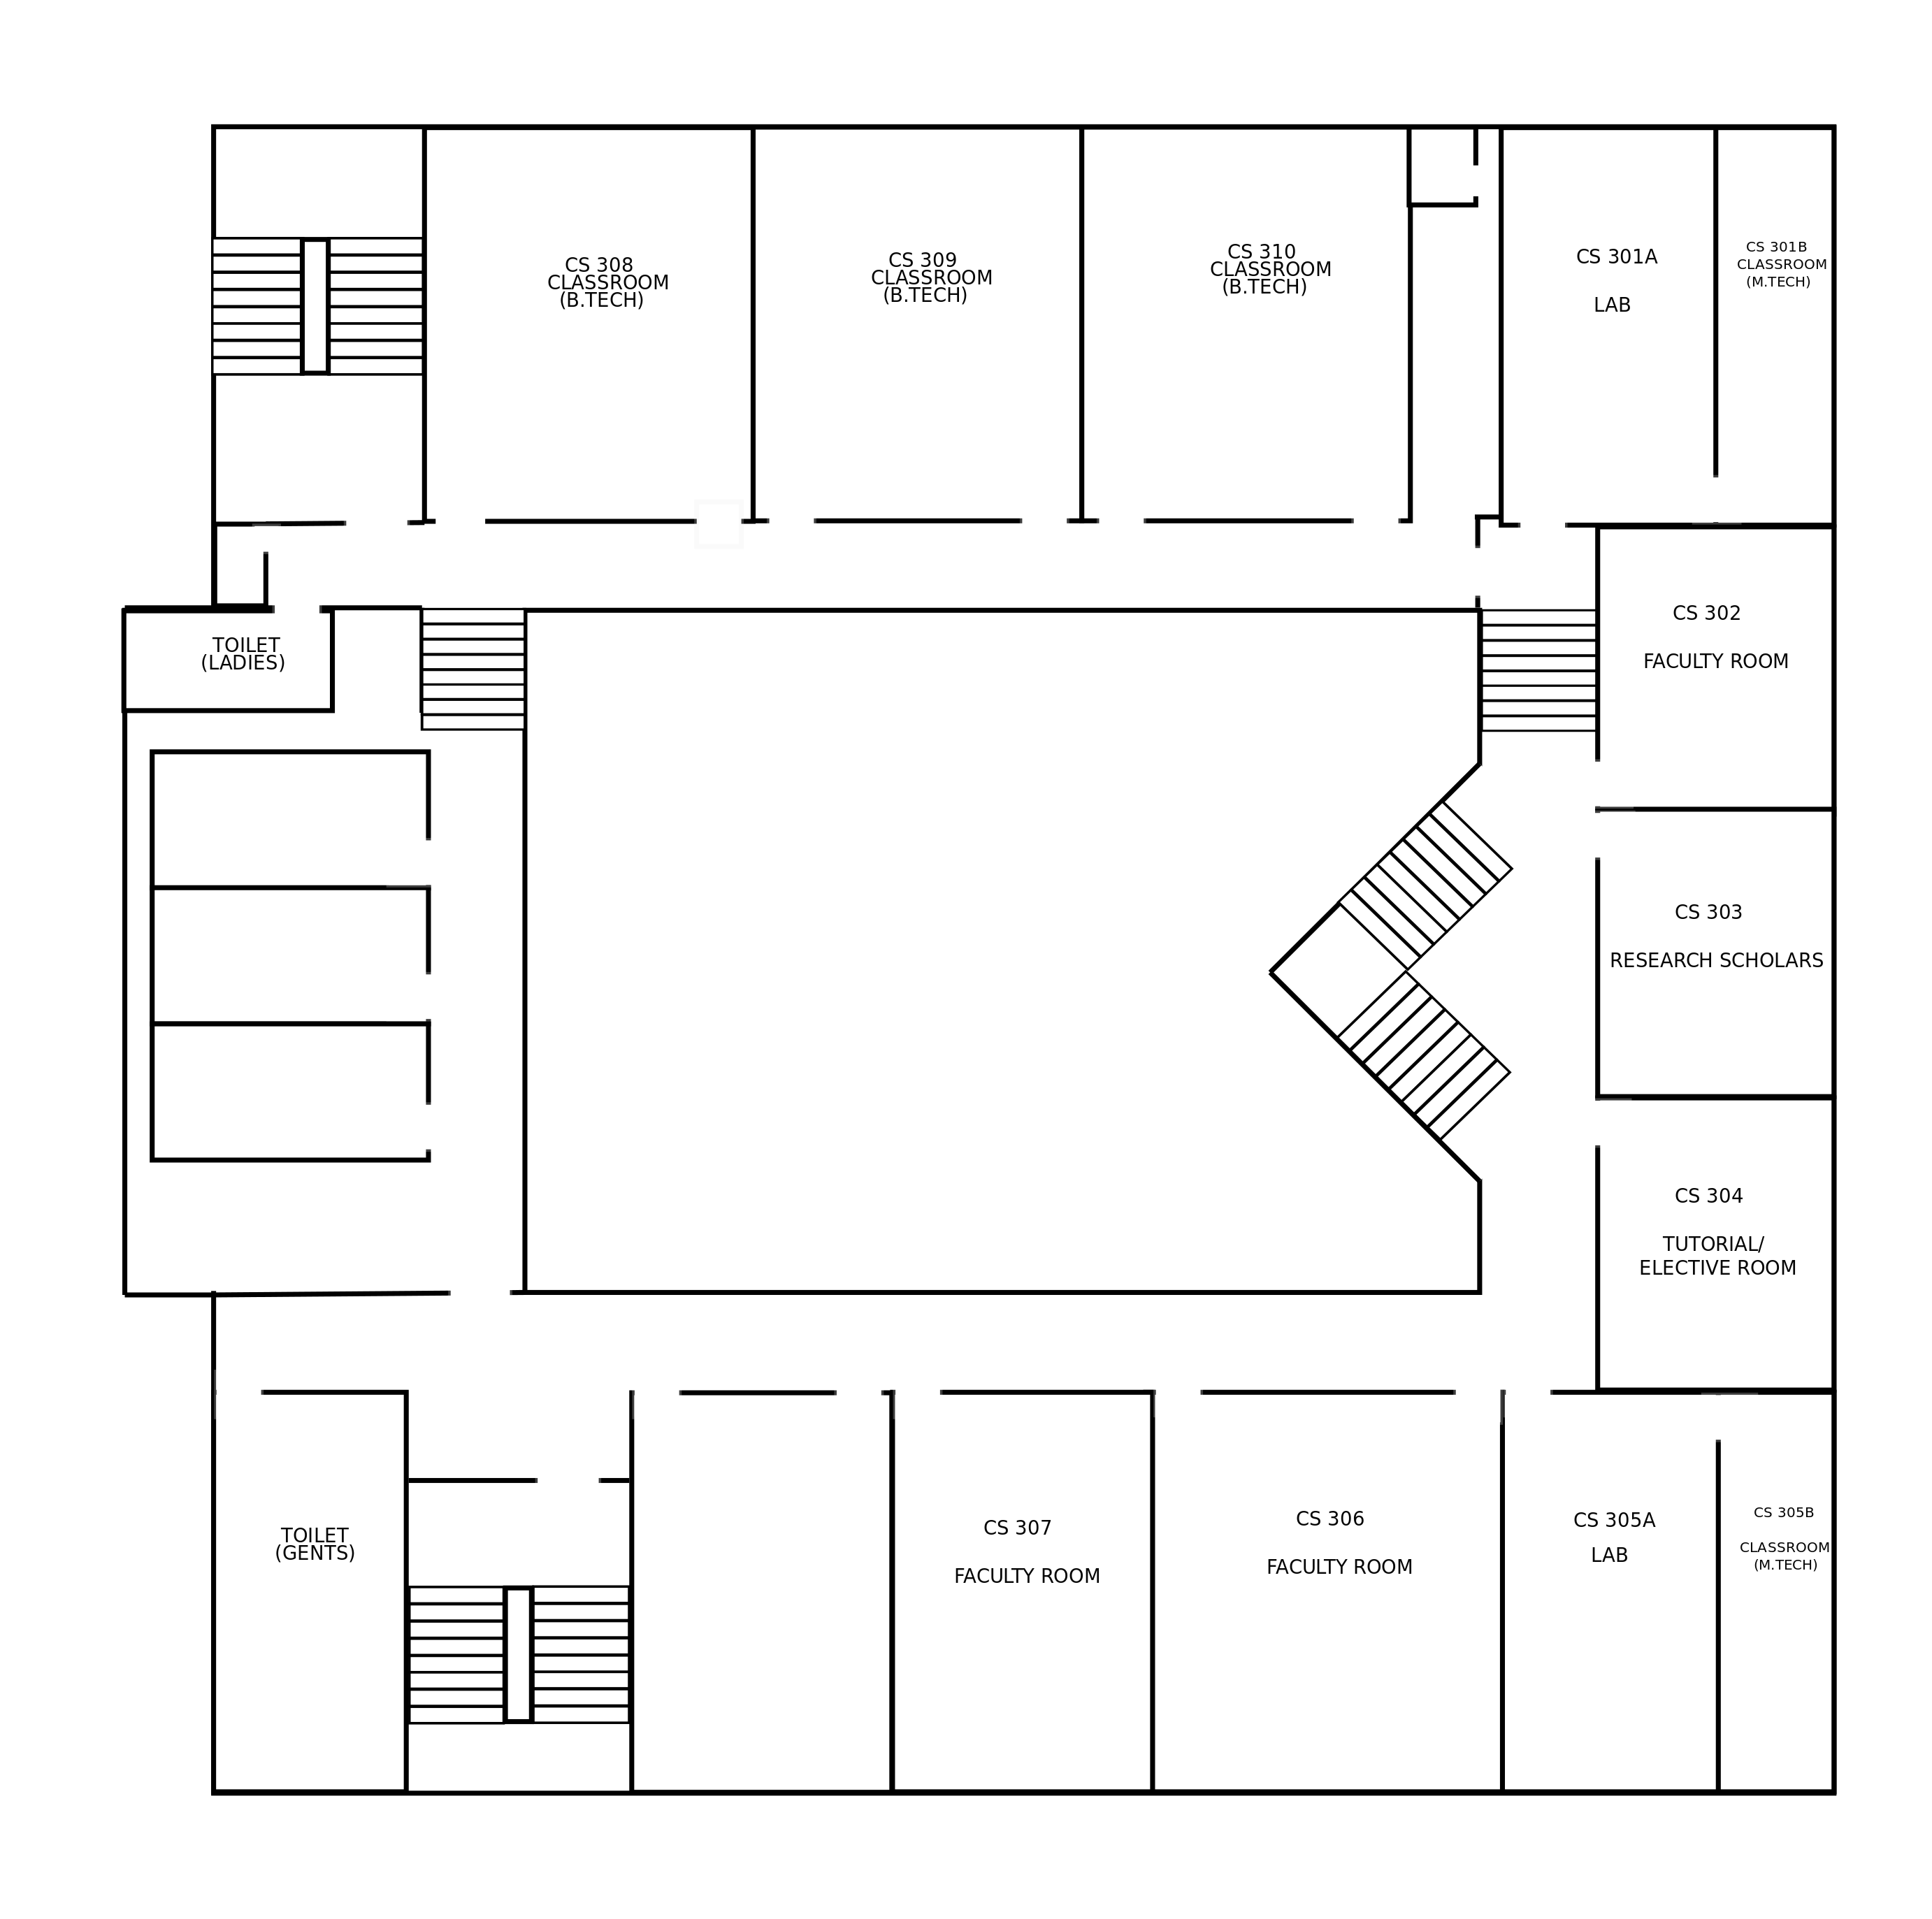 CS 308
CLASSROOM
(B.TECH)
CS 309
CLASSROOM
(B.TECH)
CS 310
CLASSROOM
(B.TECH)
CS 301A
LAB
CS 301B
CLASSROOM
(M.TECH)
TOILET
(LADIES)
CS 302
FACULTY ROOM
CS 303
RESEARCH SCHOLARS
CS 304
TUTORIAL/
ELECTIVE ROOM
TOILET
(GENTS)
CS 307
FACULTY ROOM
CS 306
FACULTY ROOM
CS 305A
LAB
CS 305B
CLASSROOM
(M.TECH)